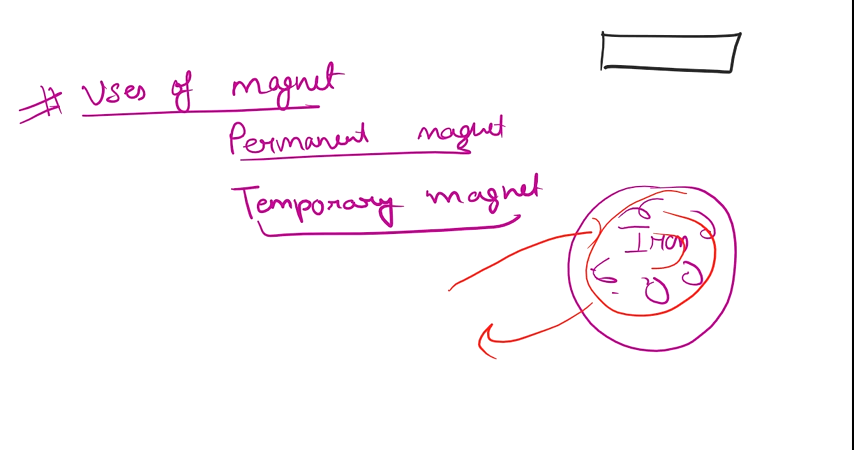 # Uses of magnet
Permanent magnet
Temporary magnet
Iron